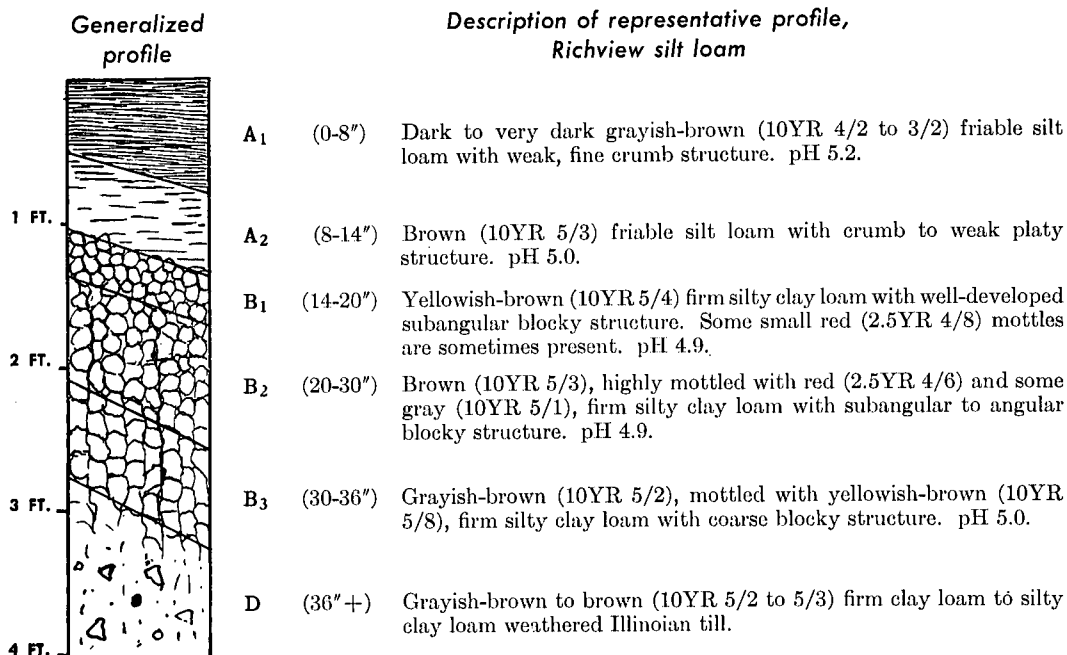 Generalized
profile
Description of representative profile,
Richview silt loam
A1 (0-8″) Dark to very dark grayish-brown (10YR 4/2 to 3/2) friable silt
loam with weak, fine crumb structure. pH 5.2.
1 FT.
A2 (8-14″) Brown (10YR 5/3) friable silt loam with crumb to weak platy
structure. pH 5.0.
B1 (14-20″) Yellowish-brown (10YR 5/4) firm silty clay loam with well-developed
subangular blocky structure. Some small red (2.5YR 4/8) mottles
are sometimes present. pH 4.9.
2 FT.
B2 (20-30″) Brown (10YR 5/3), highly mottled with red (2.5YR 4/6) and some
gray (10YR 5/1), firm silty clay loam with subangular to angular
blocky structure. pH 4.9.
3 FT.
B3 (30-36″) Grayish-brown (10YR 5/2), mottled with yellowish-brown (10YR
5/8), firm silty clay loam with coarse blocky structure. pH 5.0.
D (36″+) Grayish-brown to brown (10YR 5/2 to 5/3) firm clay loam to silty
clay loam weathered Illinoian till.
4 FT.